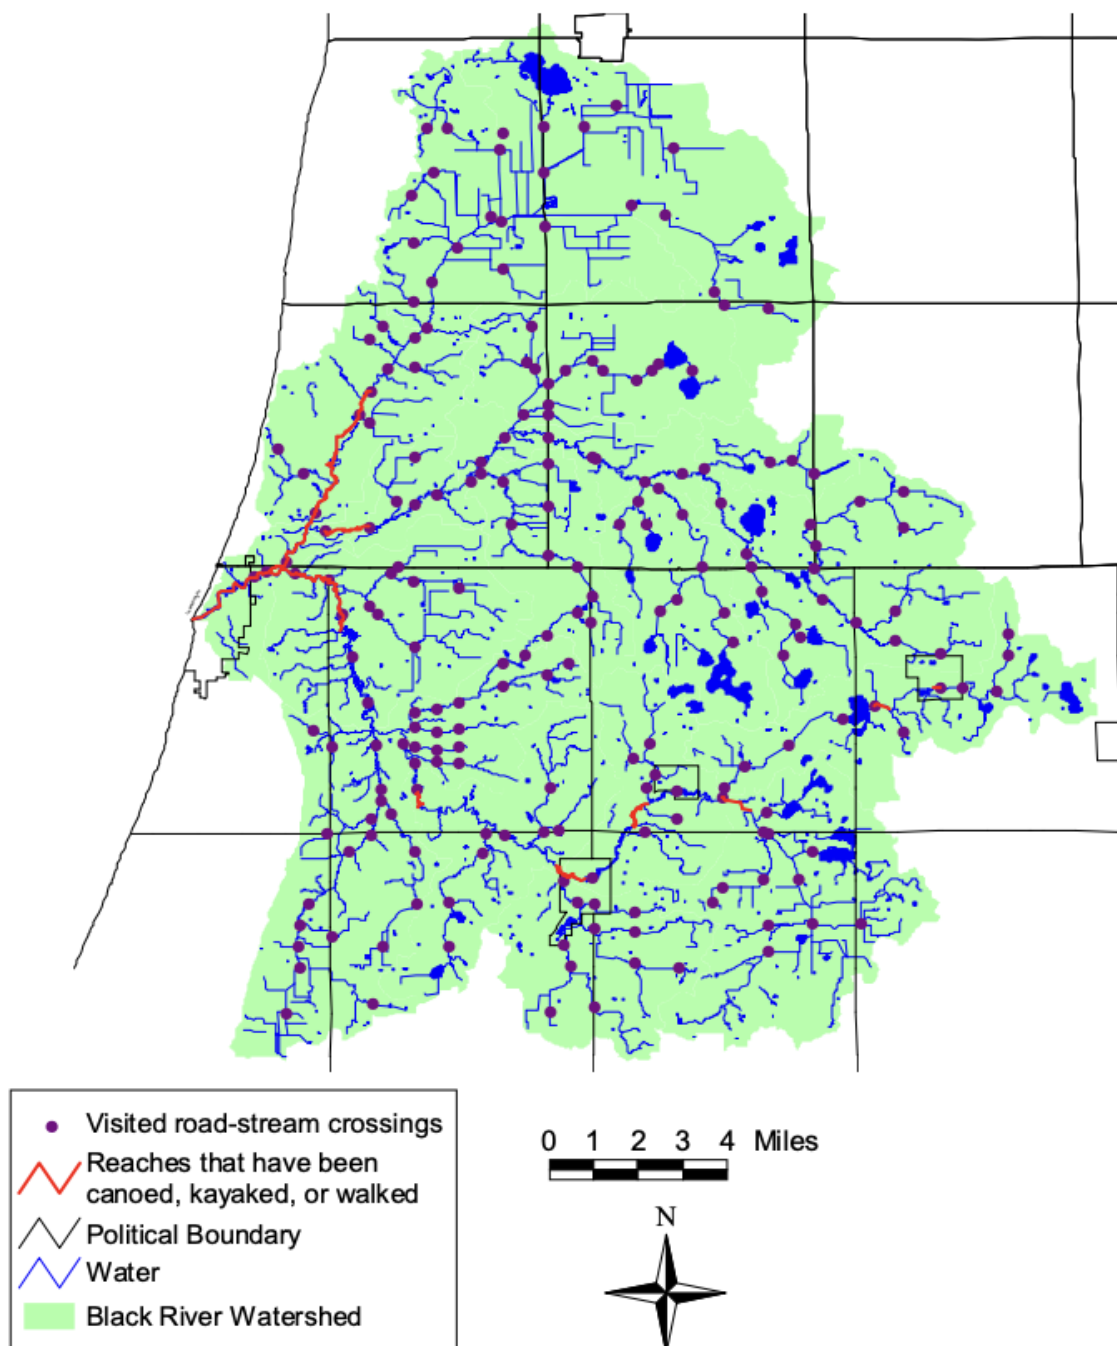 Visited road-stream crossings
Reaches that have been
canoed, kayaked, or walked
Political Boundary
Water
Black River Watershed
0 1 2 3 4 Miles
N